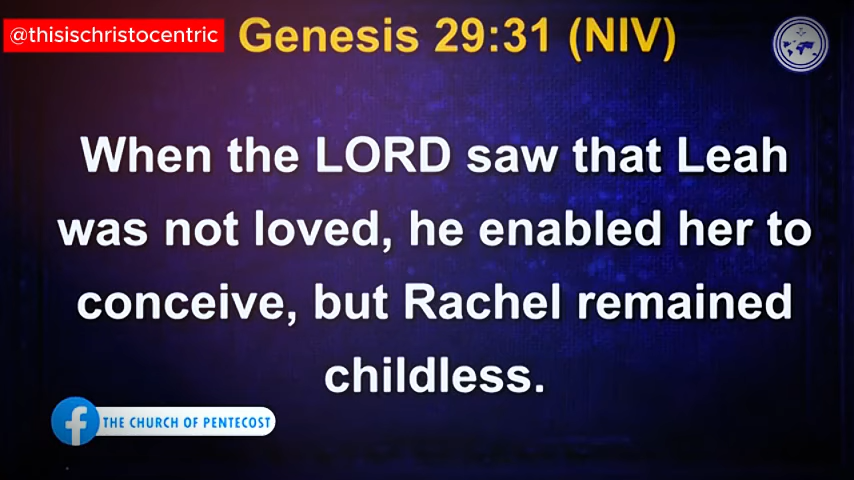 @thisischristocentric
Genesis 29:31 (NIV)
When the LORD saw that Leah
was not loved, he enabled her to
conceive, but Rachel remained
childless.
THE CHURCH OF PENTECOST